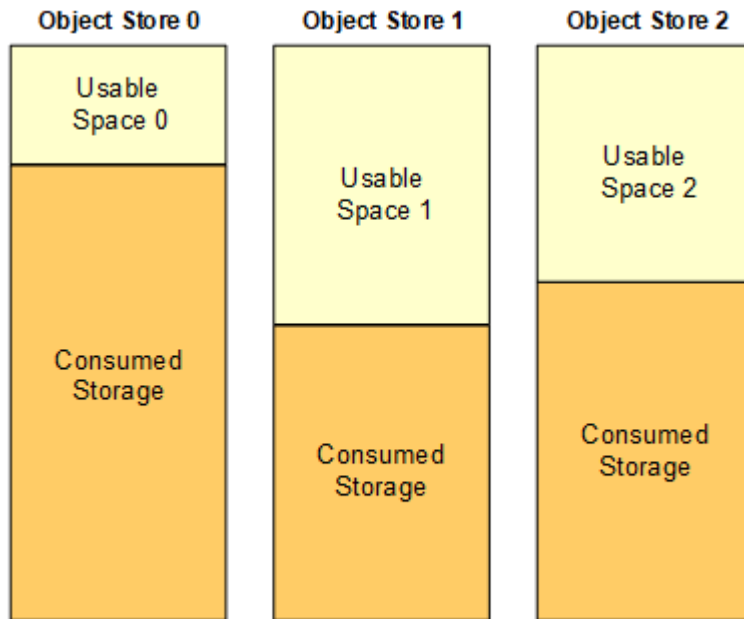 Object Store 0
Object Store 1
Object Store 2
Usable
Space 0
Usable
Space 1
Usable
Space 2
Consumed
Storage
Consumed
Storage
Consumed
Storage